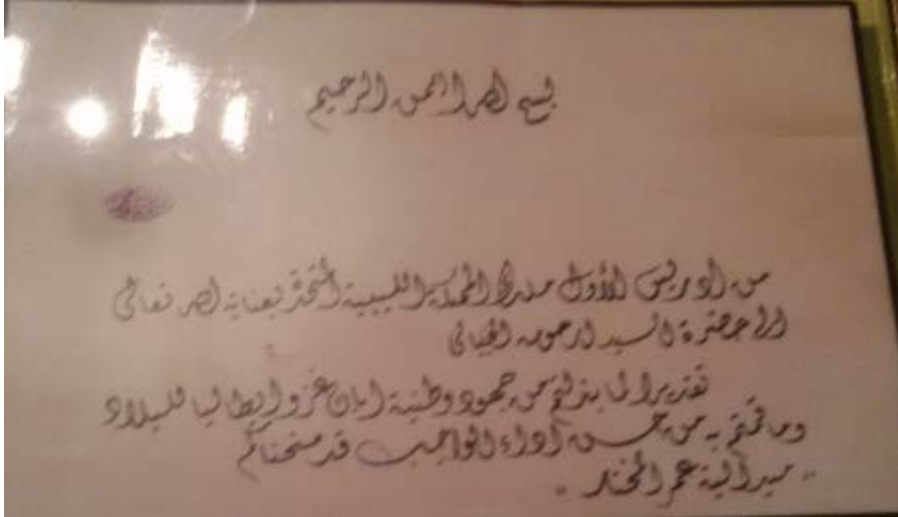 بسم الله الرحمن الرحيم
من ادريس الأول ملك المملكة الليبية المتحدة بعناية الله تعالى
الى حضرة السيد ارحومه
تقديرا لما بذلتم من جهود وطنية ابان غزو ايطاليا للبلاد
وما قمتم به من حسن أداء الواجب قد منحناكم
" ميدالية عمر المختار "